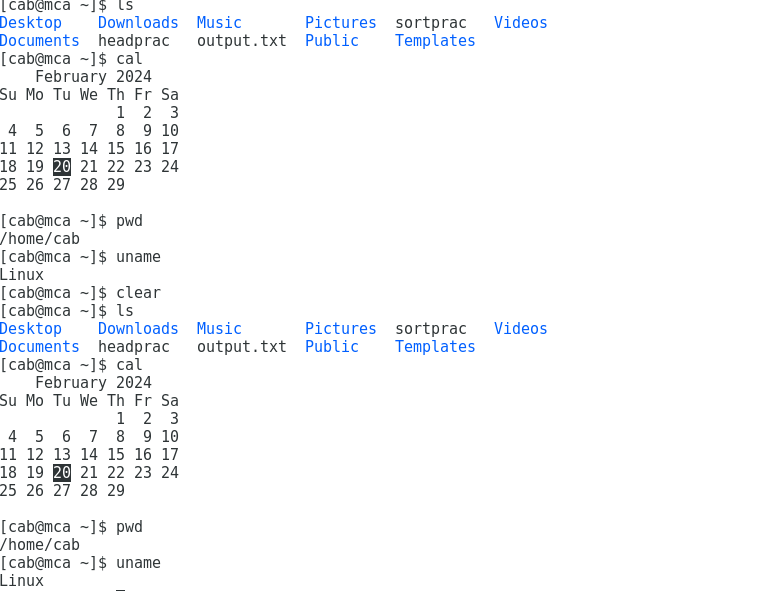 [cab@mca ~]$ ls
Desktop    Downloads  Music       Pictures  sortprac   Videos
Documents  headprac   output.txt  Public    Templates
[cab@mca ~]$ cal
    February 2024
Su Mo Tu We Th Fr Sa
             1  2  3
 4  5  6  7  8  9 10
11 12 13 14 15 16 17
18 19 20 21 22 23 24
25 26 27 28 29

[cab@mca ~]$ pwd
/home/cab
[cab@mca ~]$ uname
Linux
[cab@mca ~]$ clear
[cab@mca ~]$ ls
Desktop    Downloads  Music       Pictures  sortprac   Videos
Documents  headprac   output.txt  Public    Templates
[cab@mca ~]$ cal
    February 2024
Su Mo Tu We Th Fr Sa
             1  2  3
 4  5  6  7  8  9 10
11 12 13 14 15 16 17
18 19 20 21 22 23 24
25 26 27 28 29

[cab@mca ~]$ pwd
/home/cab
[cab@mca ~]$ uname
Linux